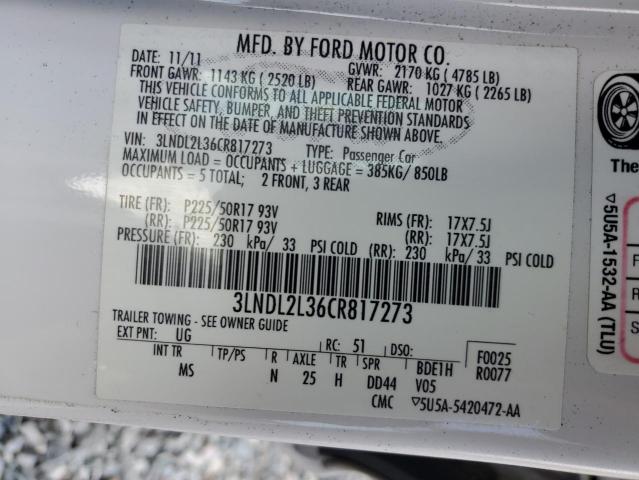 MFD. BY FORD MOTOR CO.
DATE: 11/11 GVWR: 2170 KG ( 4785 LB)
FRONT GAWR: 1143 KG ( 2520 LB) REAR GAWR: 1027 KG ( 2265 LB)
THIS VEHICLE CONFORMS TO ALL APPLICABLE FEDERAL MOTOR
VEHICLE SAFETY, BUMPER, AND THEFT PREVENTION STANDARDS
IN EFFECT ON THE DATE OF MANUFACTURE SHOWN ABOVE.
VIN: 3LNDL2L36CR817273 TYPE: Passenger Car
MAXIMUM LOAD = OCCUPANTS + LUGGAGE = 385KG/ 850LB
OCCUPANTS = 5 TOTAL; 2 FRONT, 3 REAR
TIRE (FR): P225/50R17 93V RIMS (FR): 17X7.5J
(RR): P225/50R17 93V (RR): 17X7.5J
PRESSURE (FR): 230 kPa/ 33 PSI COLD (RR): 230 kPa/ 33 PSI COLD
3LNDL2L36CR817273
TRAILER TOWING - SEE OWNER GUIDE
EXT PNT: UG RC: 51 DSO: F0025
R0077
INT TR TP/PS R AXLE TR SPR BDE1H
MS N 25 H DD44 V05
CMC ▽5U5A-5420472-AA
The
▽5U5A-1532-AA (TLU)
F
R
S